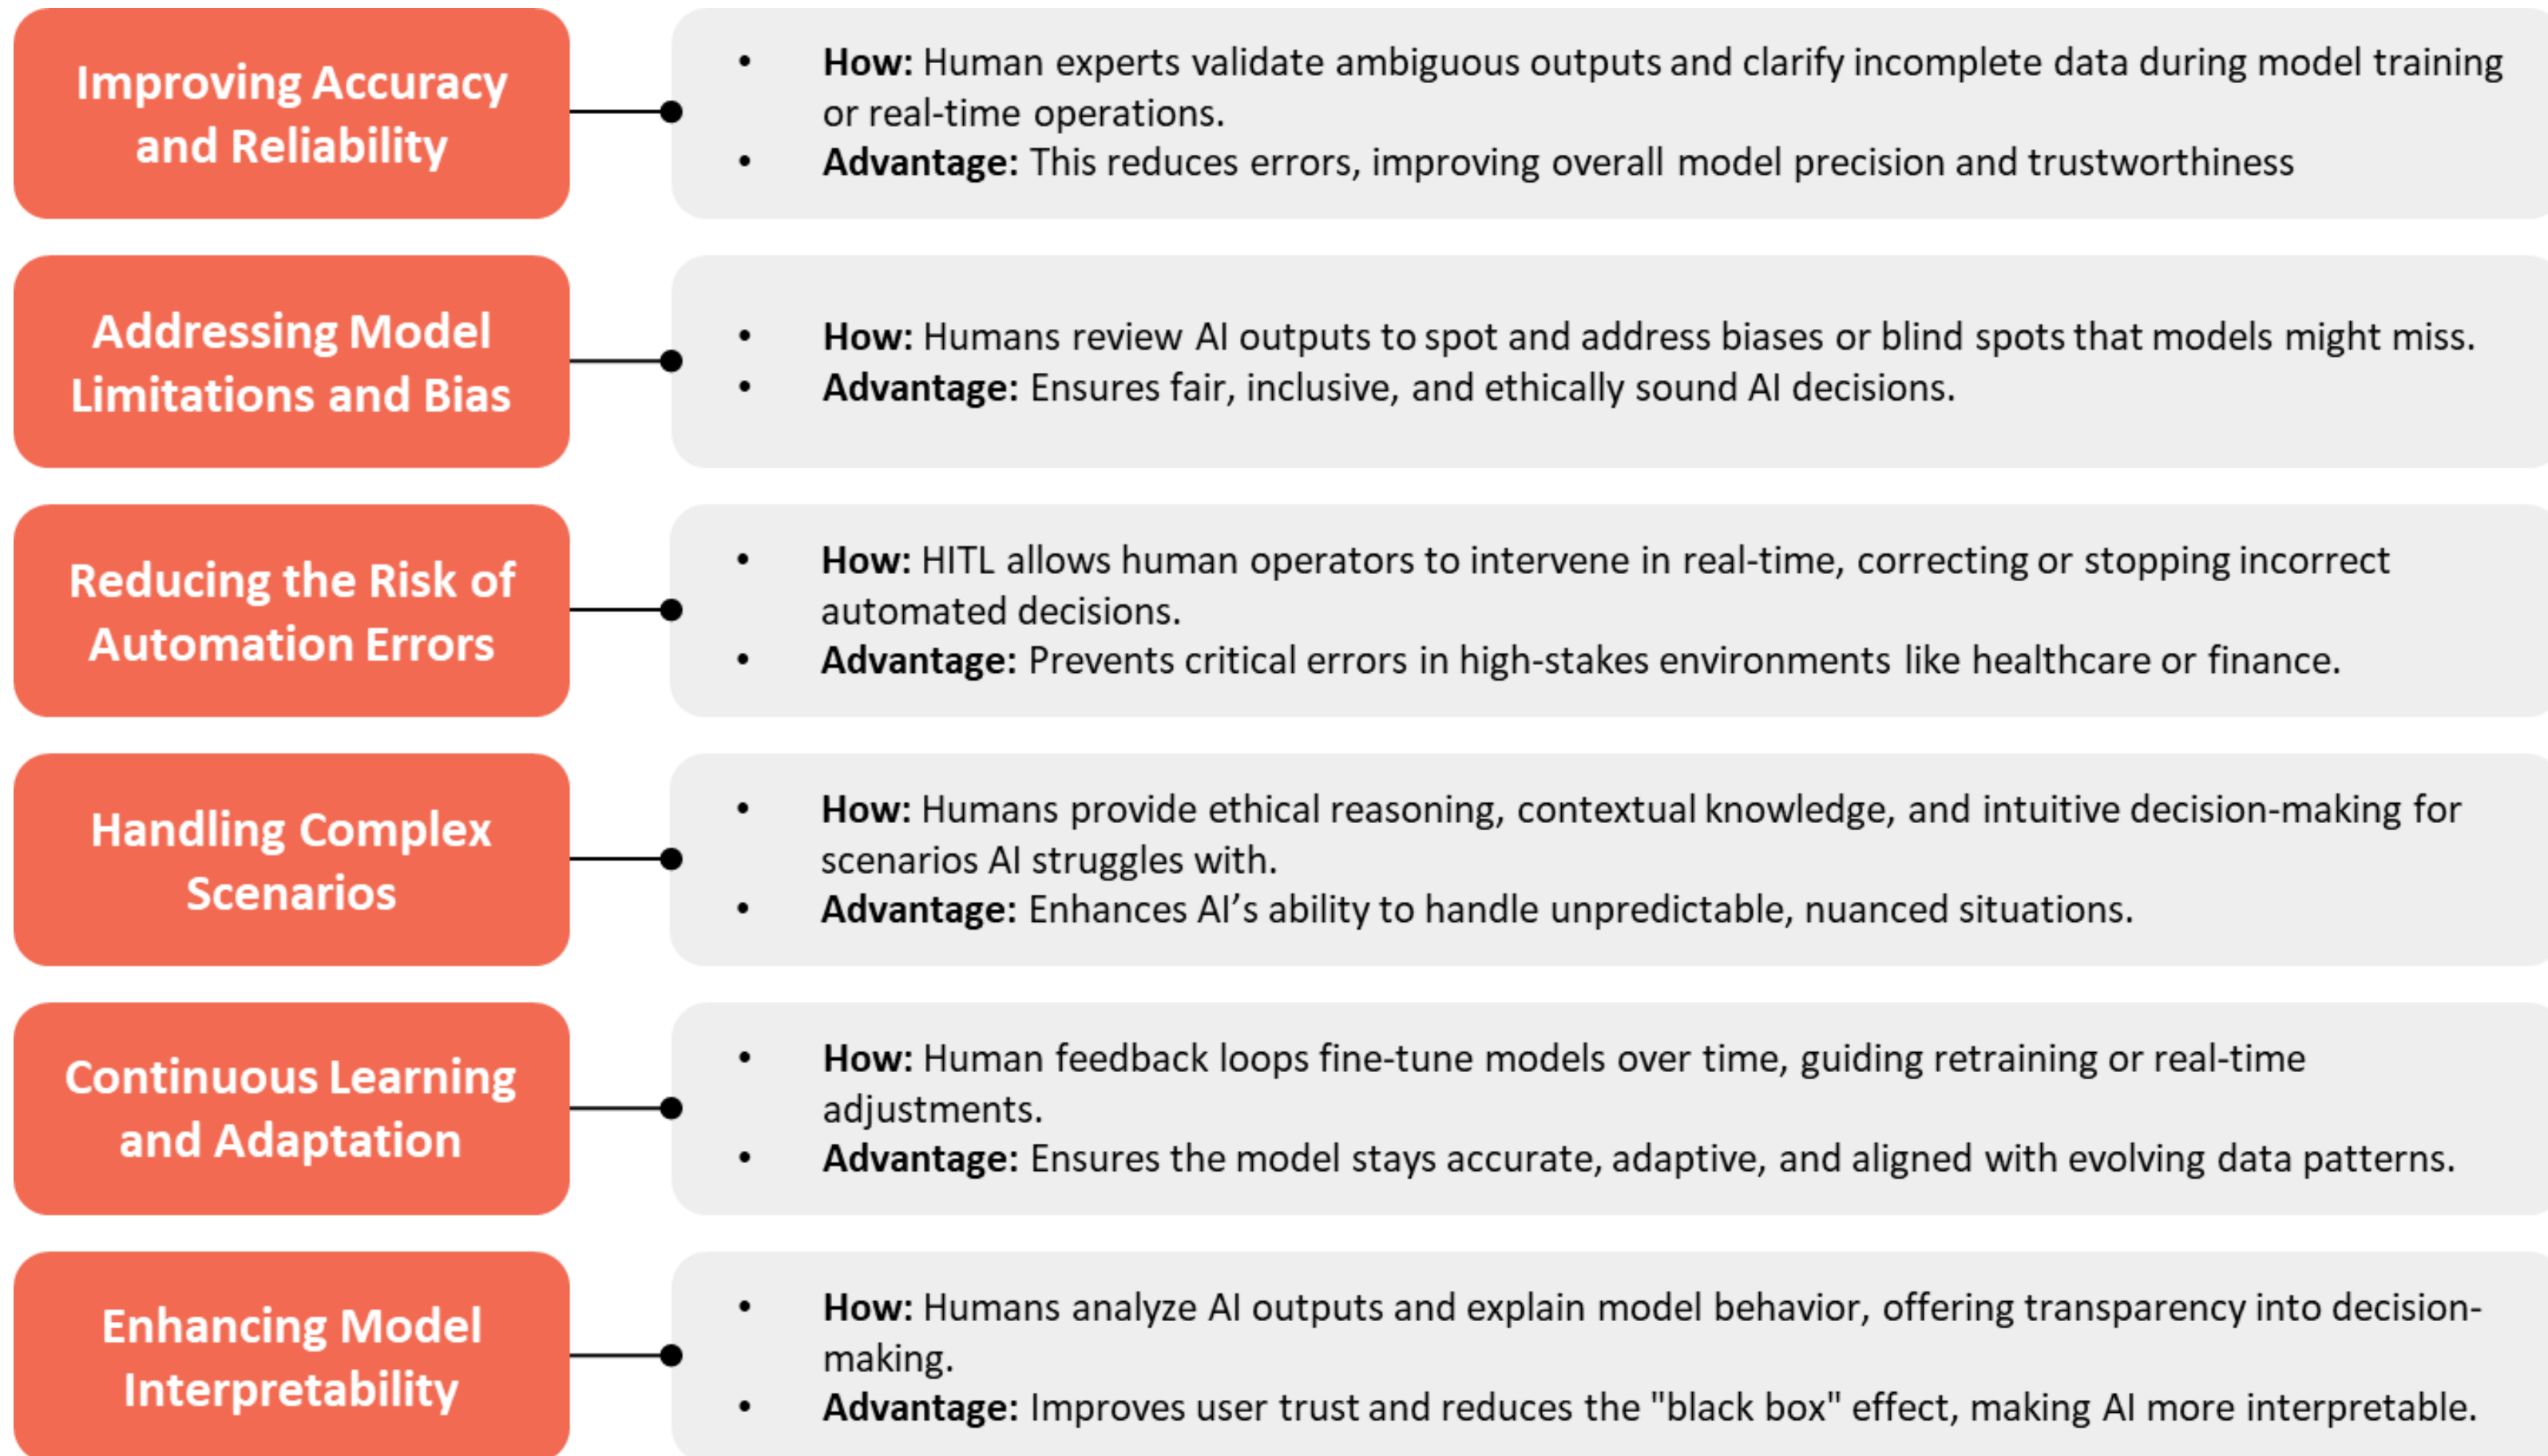 Improving Accuracy
and Reliability
• How: Human experts validate ambiguous outputs and clarify incomplete data during model training
or real-time operations.
• Advantage: This reduces errors, improving overall model precision and trustworthiness
Addressing Model
Limitations and Bias
• How: Humans review AI outputs to spot and address biases or blind spots that models might miss.
• Advantage: Ensures fair, inclusive, and ethically sound AI decisions.
Reducing the Risk of
Automation Errors
• How: HITL allows human operators to intervene in real-time, correcting or stopping incorrect
automated decisions.
• Advantage: Prevents critical errors in high-stakes environments like healthcare or finance.
Handling Complex
Scenarios
• How: Humans provide ethical reasoning, contextual knowledge, and intuitive decision-making for
scenarios AI struggles with.
• Advantage: Enhances AI’s ability to handle unpredictable, nuanced situations.
Continuous Learning
and Adaptation
• How: Human feedback loops fine-tune models over time, guiding retraining or real-time
adjustments.
• Advantage: Ensures the model stays accurate, adaptive, and aligned with evolving data patterns.
Enhancing Model
Interpretability
• How: Humans analyze AI outputs and explain model behavior, offering transparency into decision-
making.
• Advantage: Improves user trust and reduces the "black box" effect, making AI more interpretable.